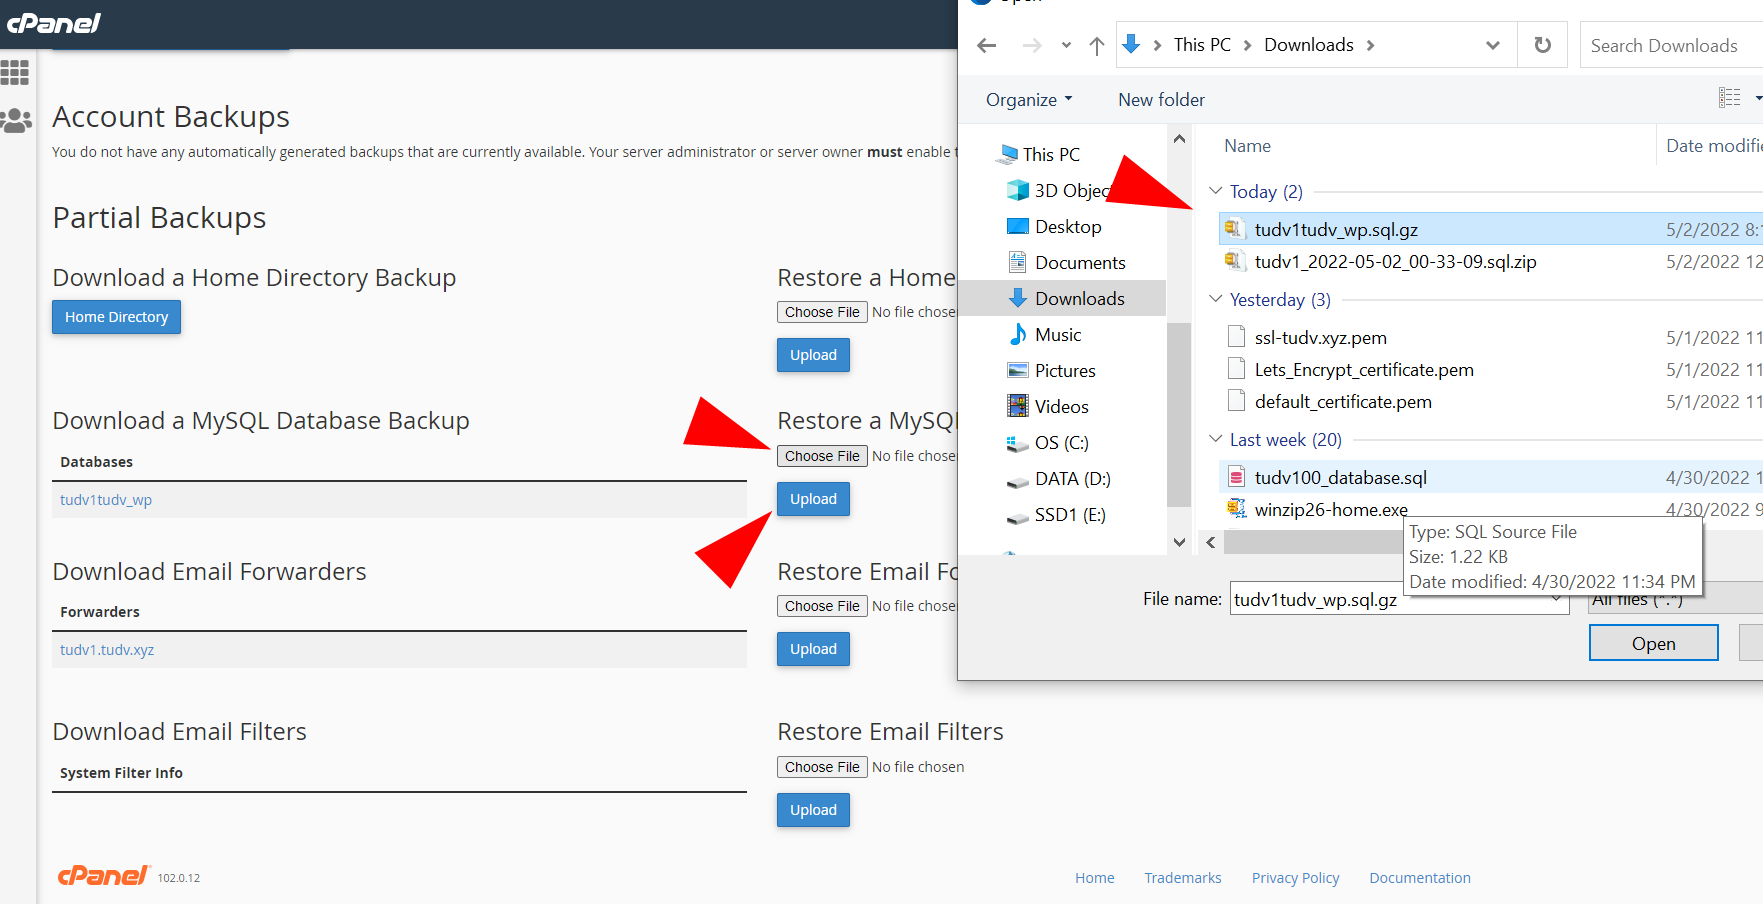 cPanel
Account Backups
You do not have any automatically generated backups that are currently available. Your server administrator or server owner must enable
Partial Backups
Download a Home Directory Backup
Home Directory
Restore a Home
Choose File No file chosen
Upload
Download a MySQL Database Backup
Databases
tudv1tudv_wp
Restore a MySQL
Choose File No file chosen
Upload
Download Email Forwarders
Forwarders
tudv1.tudv.xyz
Restore Email Fo
Choose File No file chosen
Upload
Download Email Filters
System Filter Info
Restore Email Filters
Choose File No file chosen
Upload
cPanel 102.0.12
Home Trademarks Privacy Policy Documentation
Open
This PC Downloads
Search Downloads
Organize New folder
This PC
3D Objec
Desktop
Documents
Downloads
Music
Pictures
Videos
OS (C:)
DATA (D:)
SSD1 (E:)
Name Date modifie
Today (2)
tudv1tudv_wp.sql.gz 5/2/2022 8:
tudv1_2022-05-02_00-33-09.sql.zip 5/2/2022 12
Yesterday (3)
ssl-tudv.xyz.pem 5/1/2022 11
Lets_Encrypt_certificate.pem 5/1/2022 11
default_certificate.pem 5/1/2022 11
Last week (20)
tudv100_database.sql 4/30/2022 1
winzip26-home.exe 4/30/2022 9
Type: SQL Source File
Size: 1.22 KB
Date modified: 4/30/2022 11:34 PM
File name: tudv1tudv_wp.sql.gz
All files (*.*)
Open